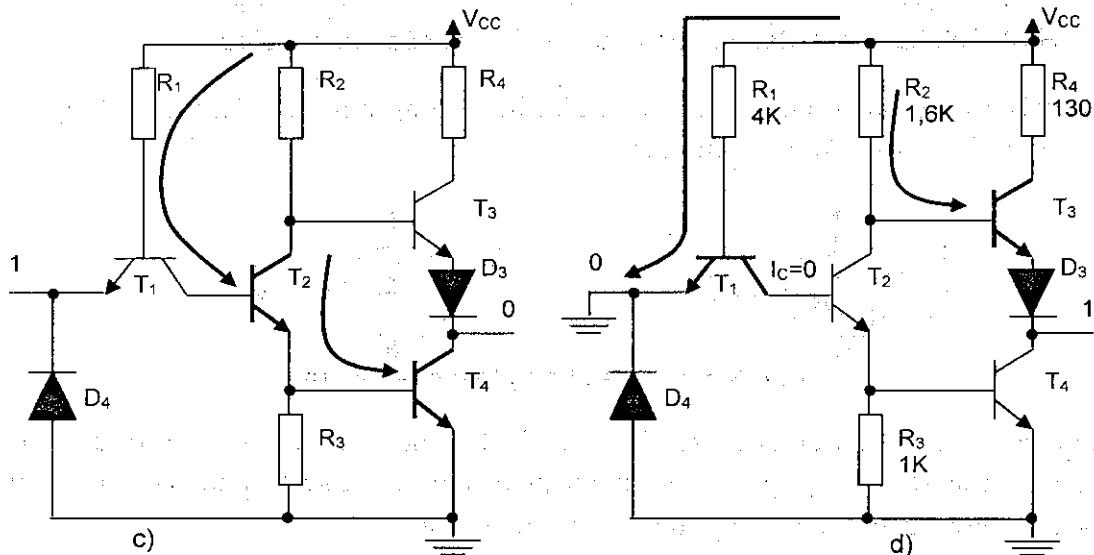 Vcc
R1
R2
R4
T3
1
T1
T2
D3
0
T4
D4
R3
c)
Vcc
R1
4K
R2
1,6K
R4
130
T3
0
T1
IC=0
T2
D3
1
T4
D4
R3
1K
d)